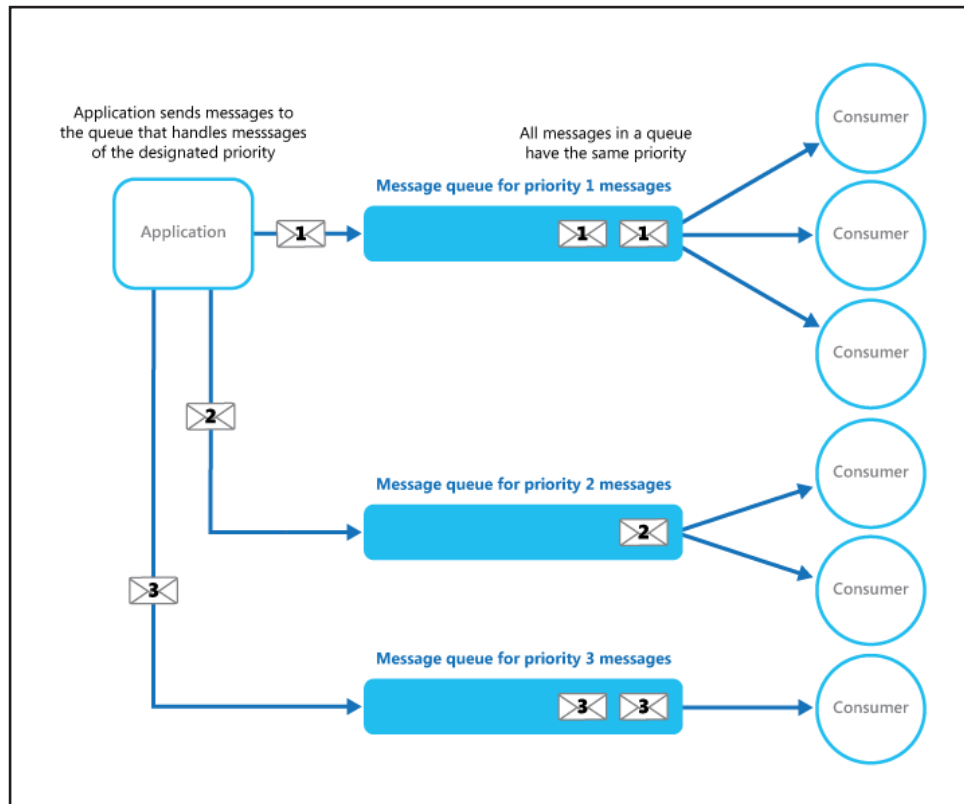 Application sends messages to
the queue that handles messsages
of the designated priority
All messages in a queue
have the same priority
Consumer
Message queue for priority 1 messages
Application
1
1
1
Consumer
Consumer
2
Message queue for priority 2 messages
2
Consumer
Consumer
3
Message queue for priority 3 messages
3
3
Consumer